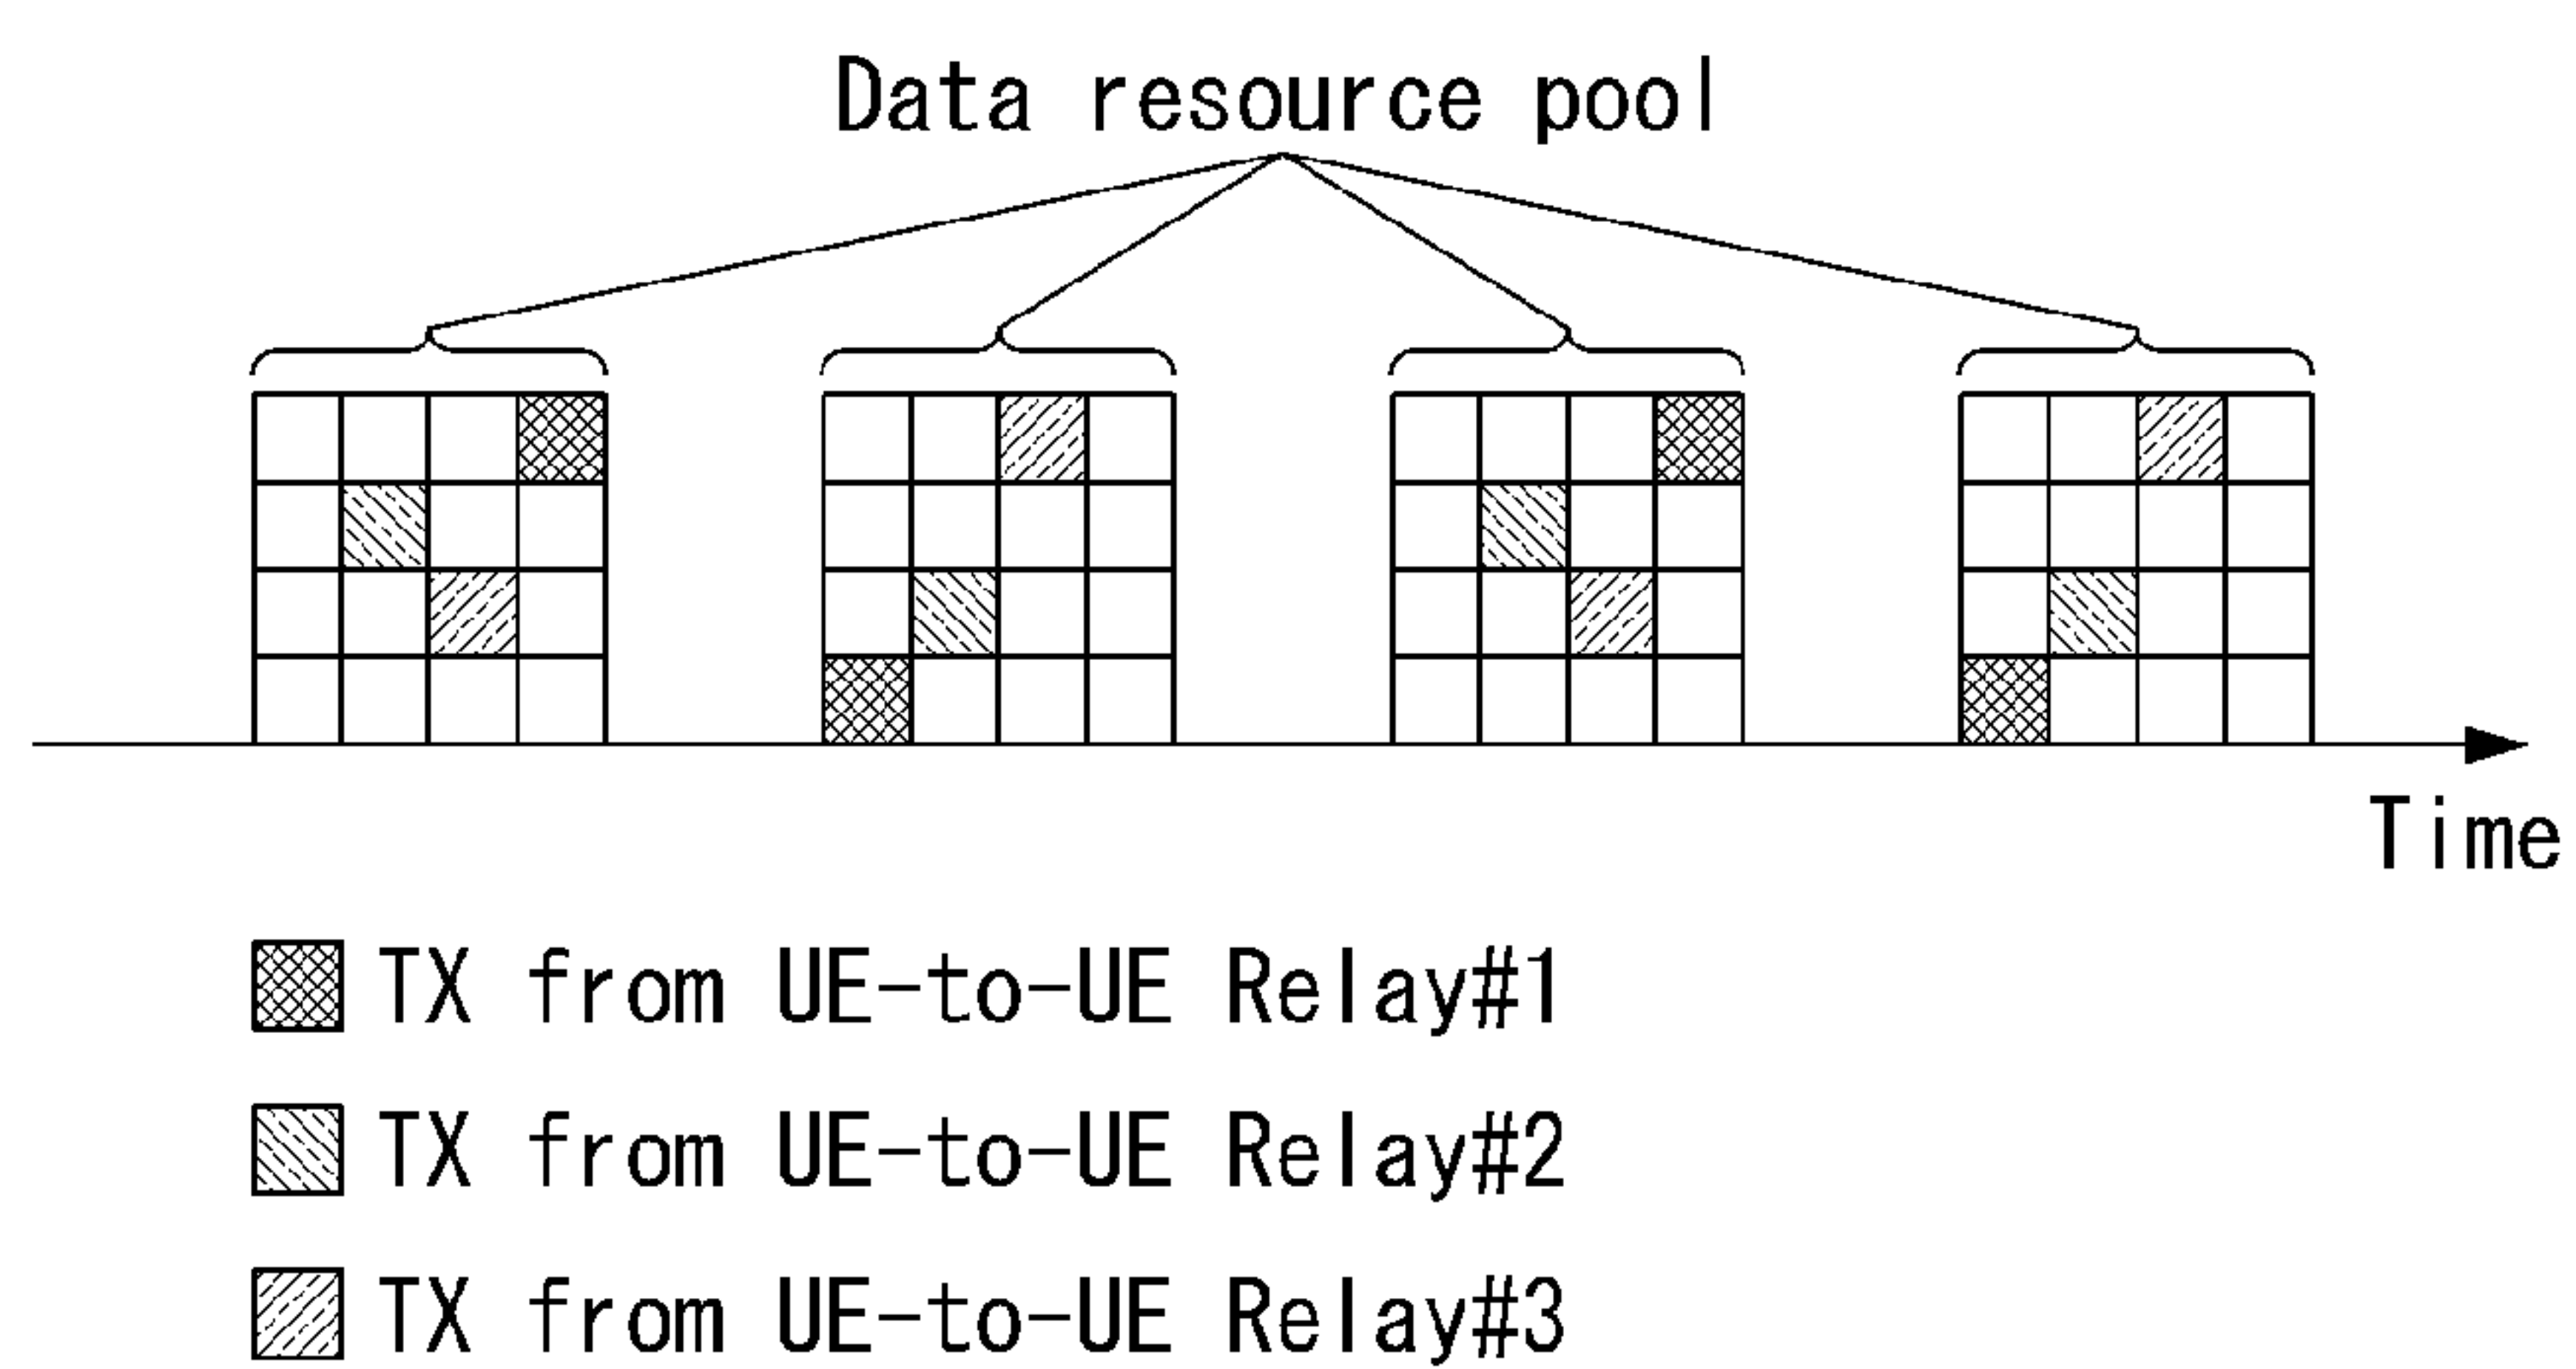 Data resource pool
Time
TX from UE-to-UE Relay#1
TX from UE-to-UE Relay#2
TX from UE-to-UE Relay#3